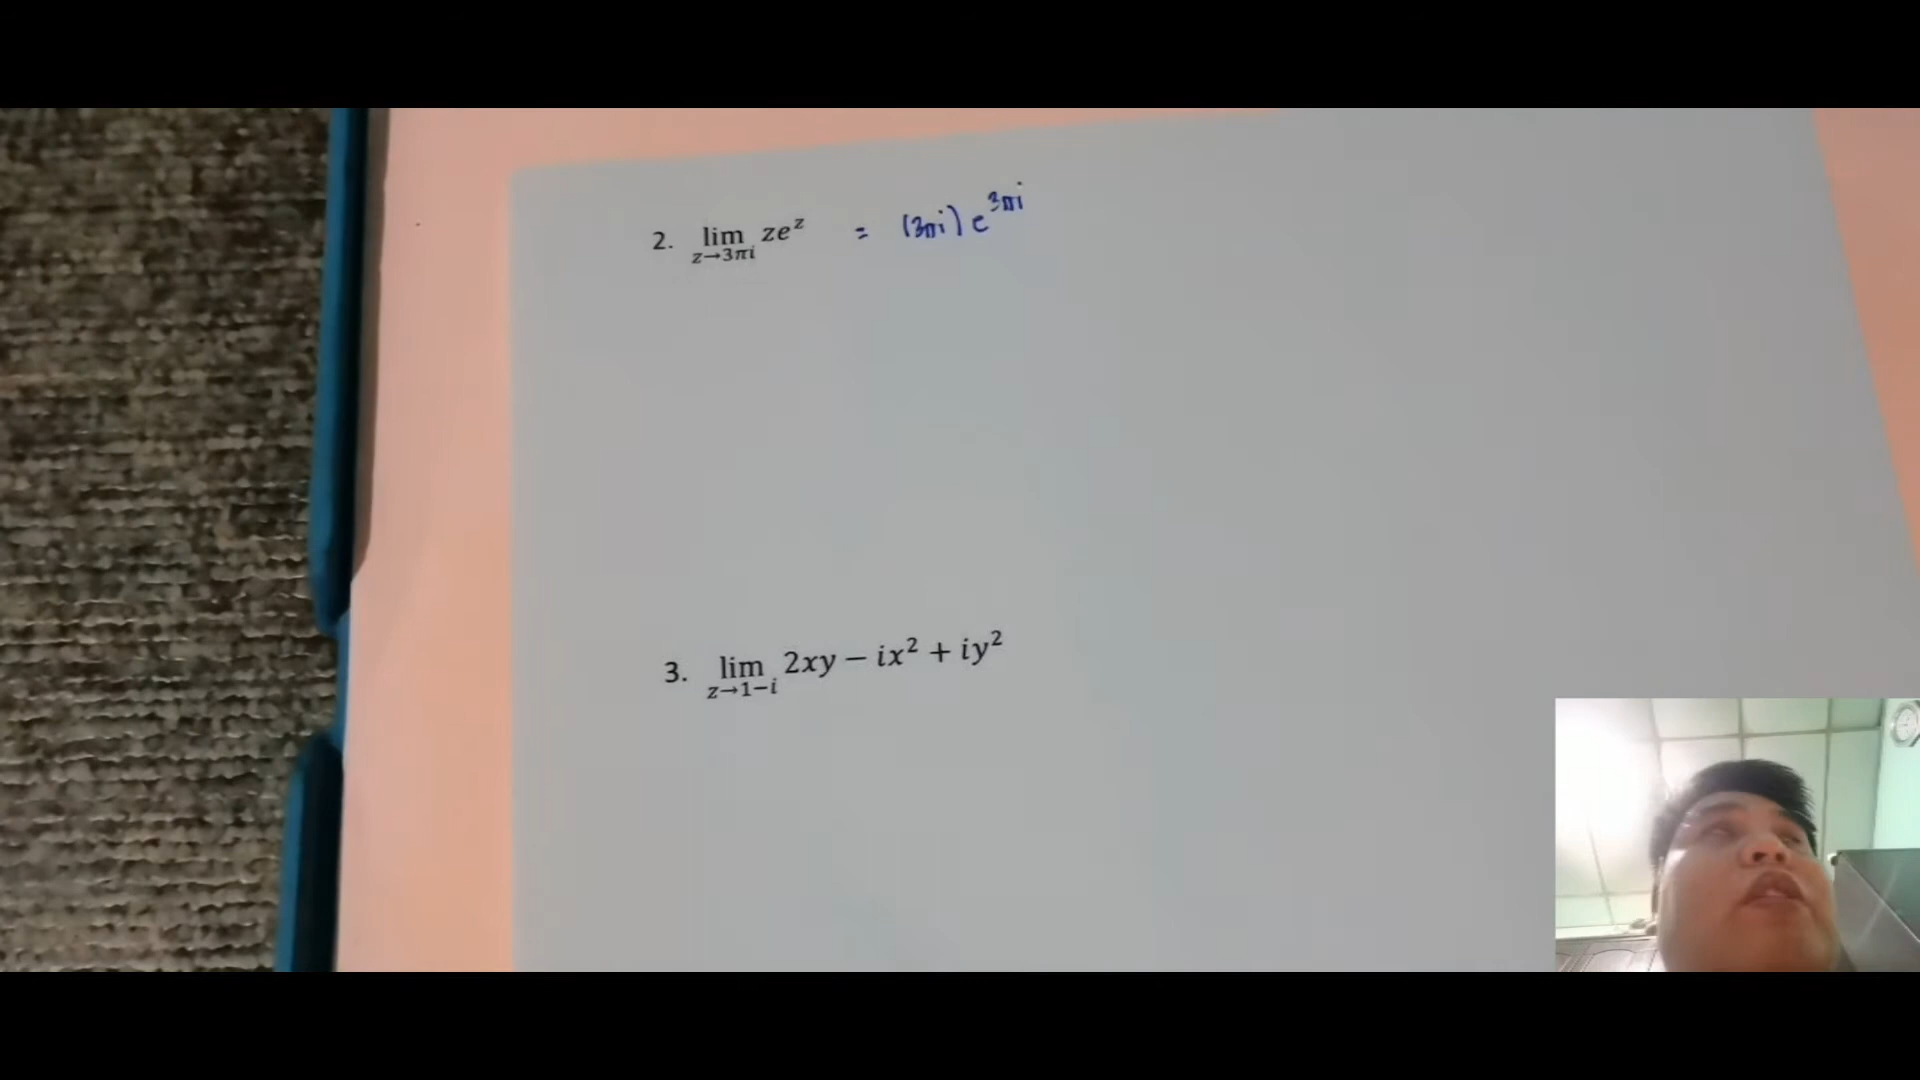 2. lim ze^z = (3πi) e^{3πi}
z→3πi
3. lim 2xy − ix² + iy²
z→1−i